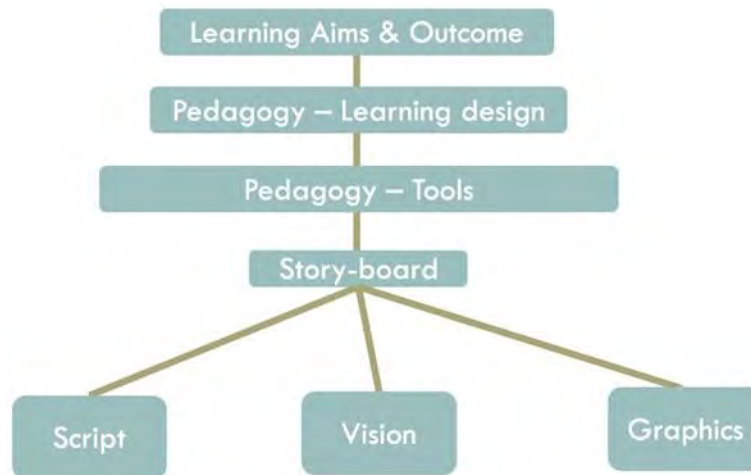 Learning Aims & Outcome
Pedagogy – Learning design
Pedagogy – Tools
Story-board
Script
Vision
Graphics